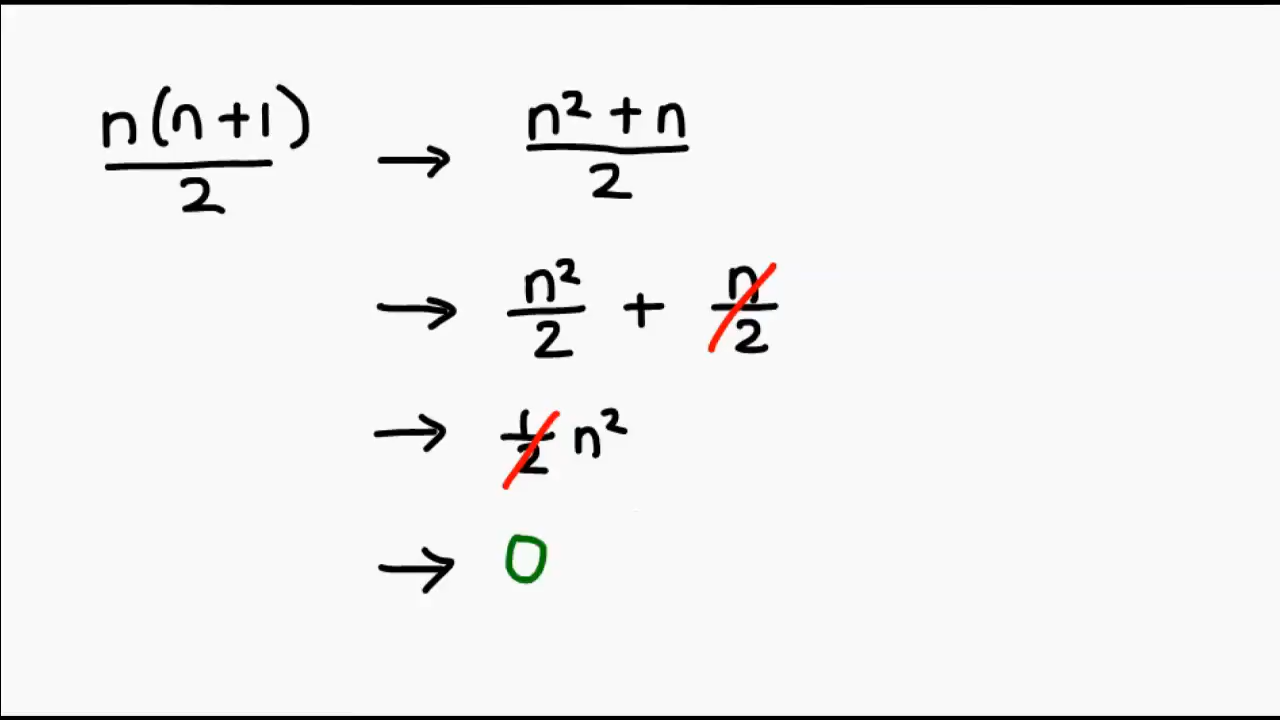 n(n+1)/2 → n²+n/2
→ n²/2 + n/2
→ 1/2 n²
→ O